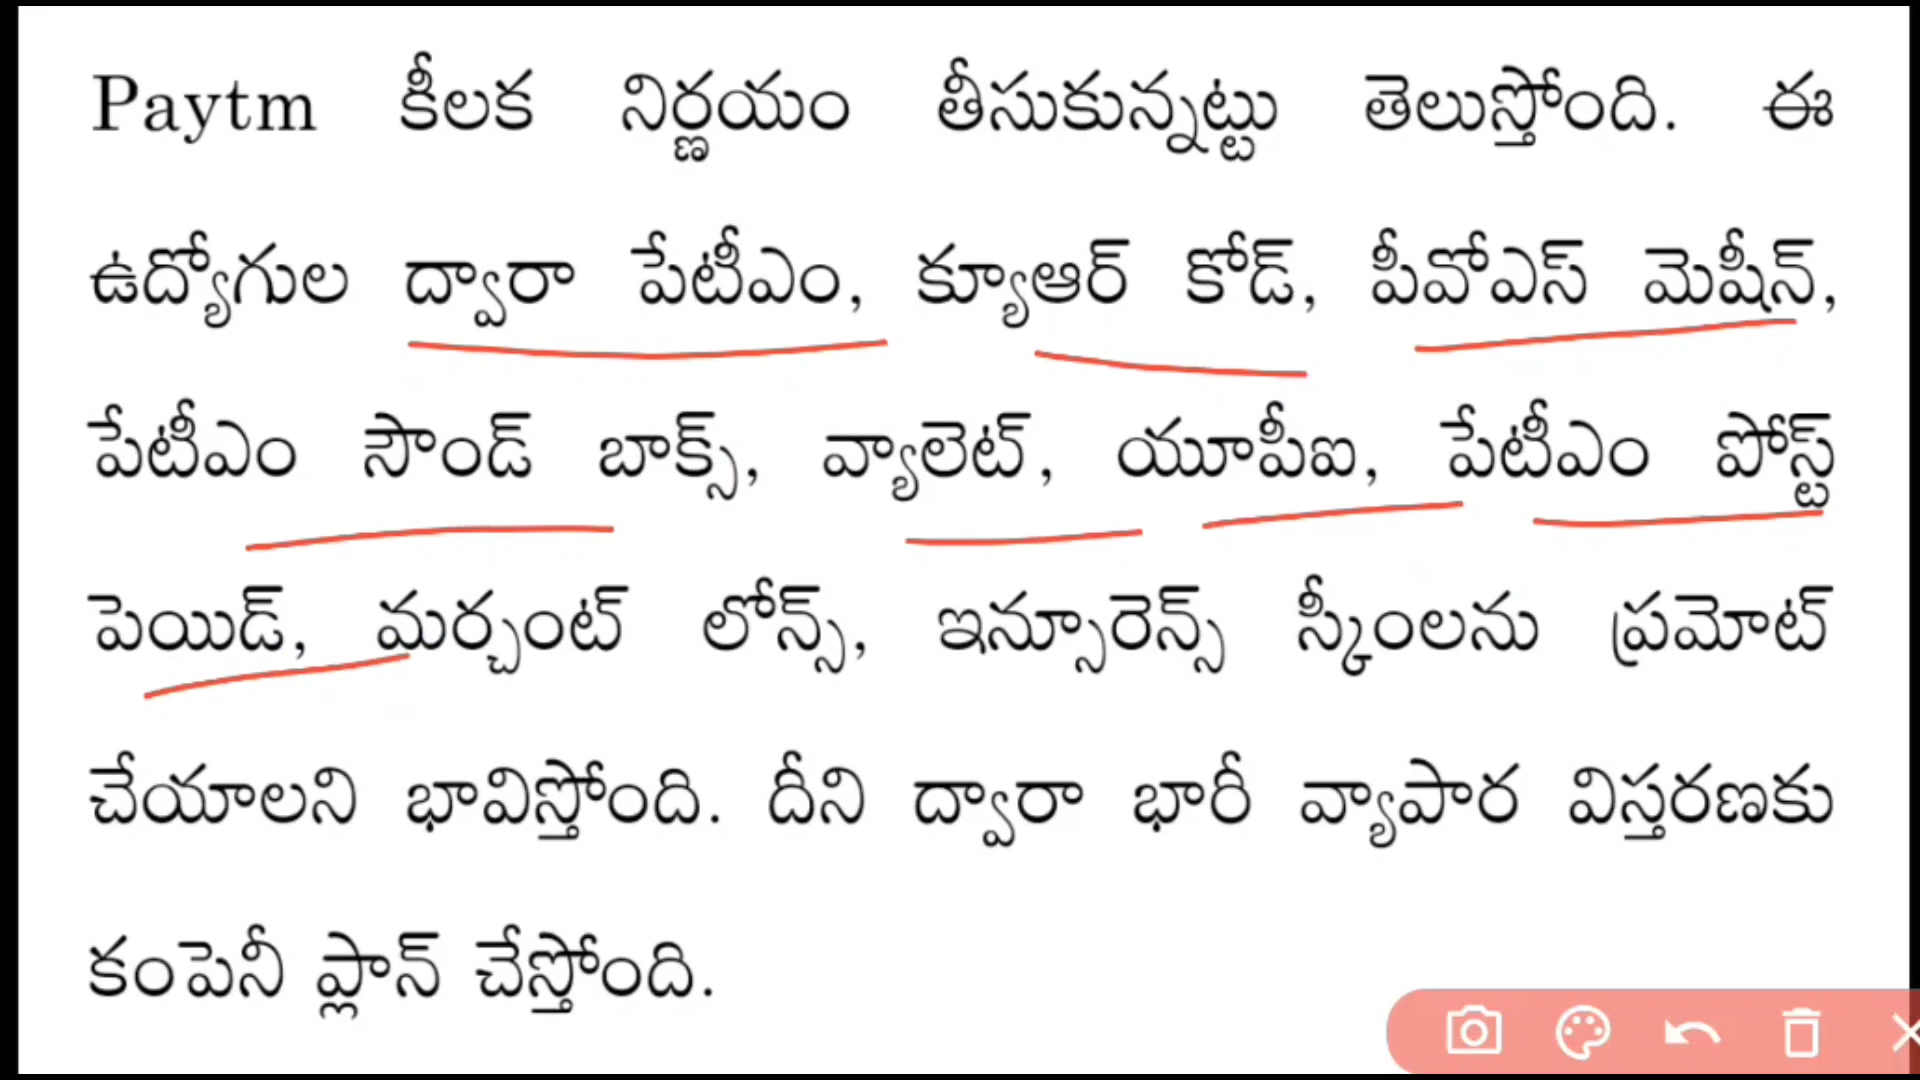 Paytm కీలక నిర్ణయం తీసుకున్నట్టు తెలుస్తోంది. ఈ
ఉద్యోగుల ద్వారా పేటీఎం, క్యూఆర్ కోడ్, పీవోఎస్ మెషీన్,
పేటీఎం సౌండ్ బాక్స్, వ్యాలెట్, యూపీఐ, పేటీఎం పోస్ట్
పెయిడ్, మర్చంట్ లోన్స్, ఇన్సూరెన్స్ స్కీంలను ప్రమోట్
చేయాలని భావిస్తోంది. దీని ద్వారా భారీ వ్యాపార విస్తరణకు
కంపెనీ ప్లాన్ చేస్తోంది.